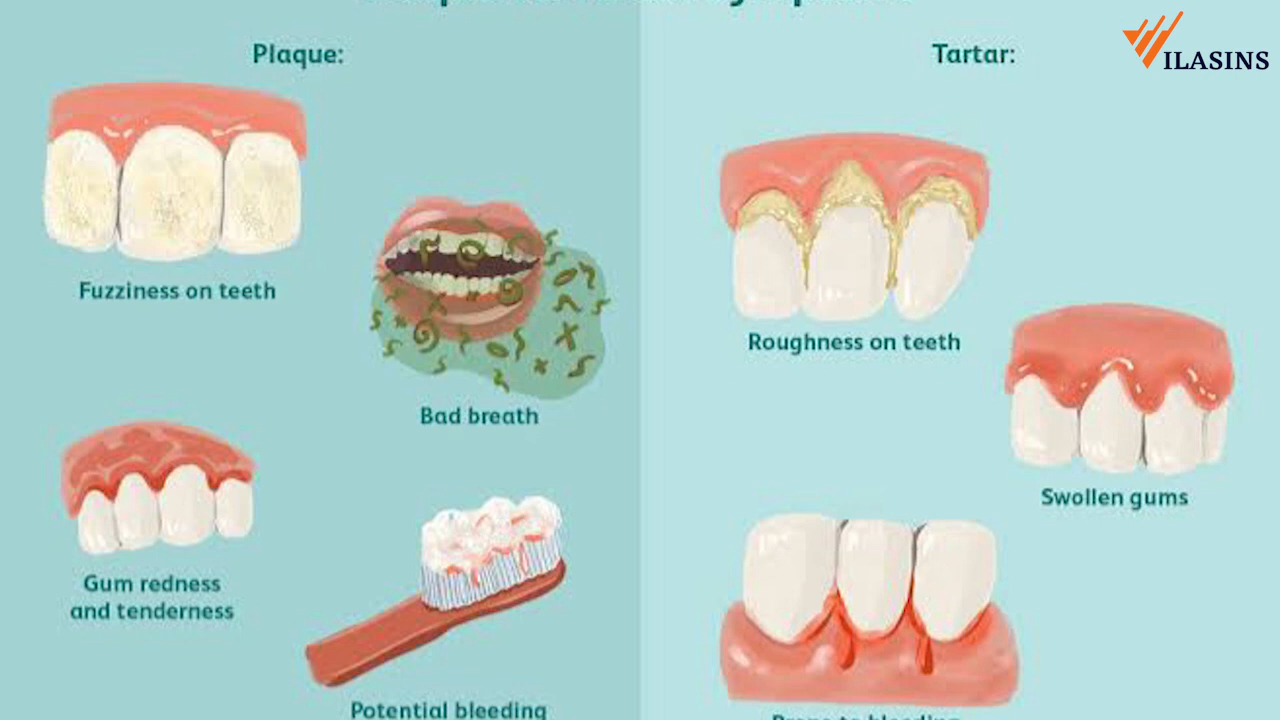 Plaque:
Tartar:
ILASINS
Fuzziness on teeth
Bad breath
Gum redness
and tenderness
Potential bleeding
Roughness on teeth
Swollen gums